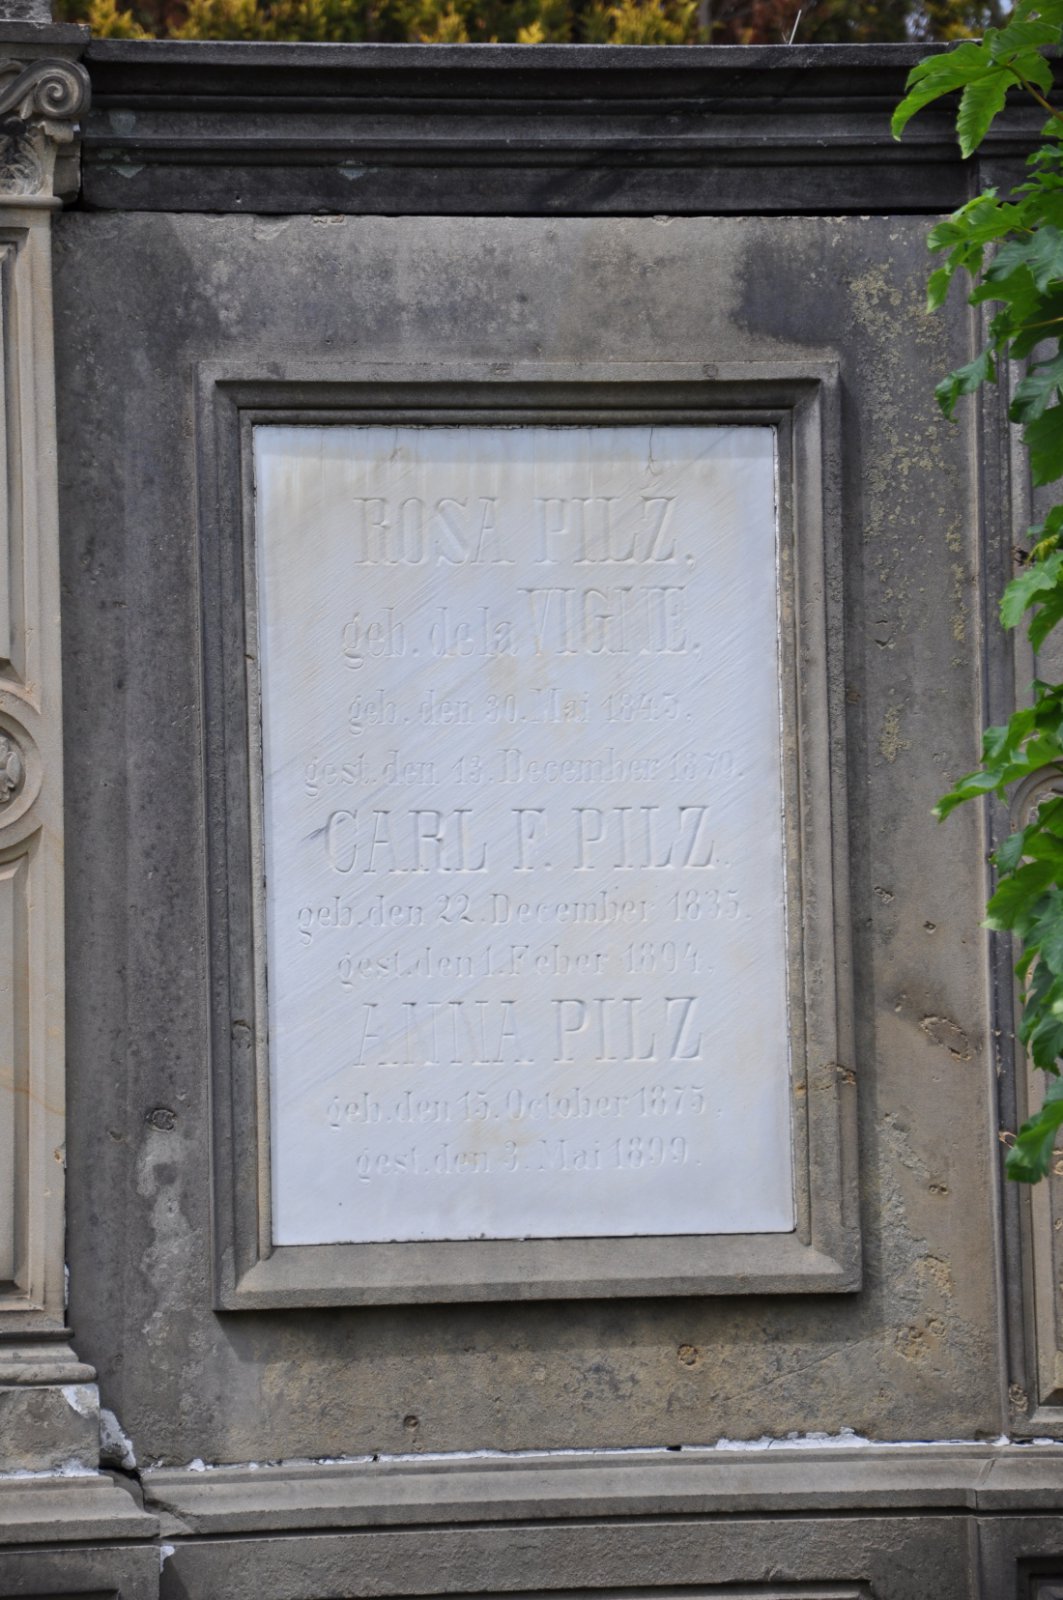 ROSA PILZ,
geb. de la VIGNE.
geb. den 30. Mai 1845,
gest. den 13. December 1879.
CARL F. PILZ,
geb. den 22. December 1835,
gest. den 1. Feber 1894,
ANNA PILZ
geb. den 15. October 1875,
gest. den 3. Mai 1899.